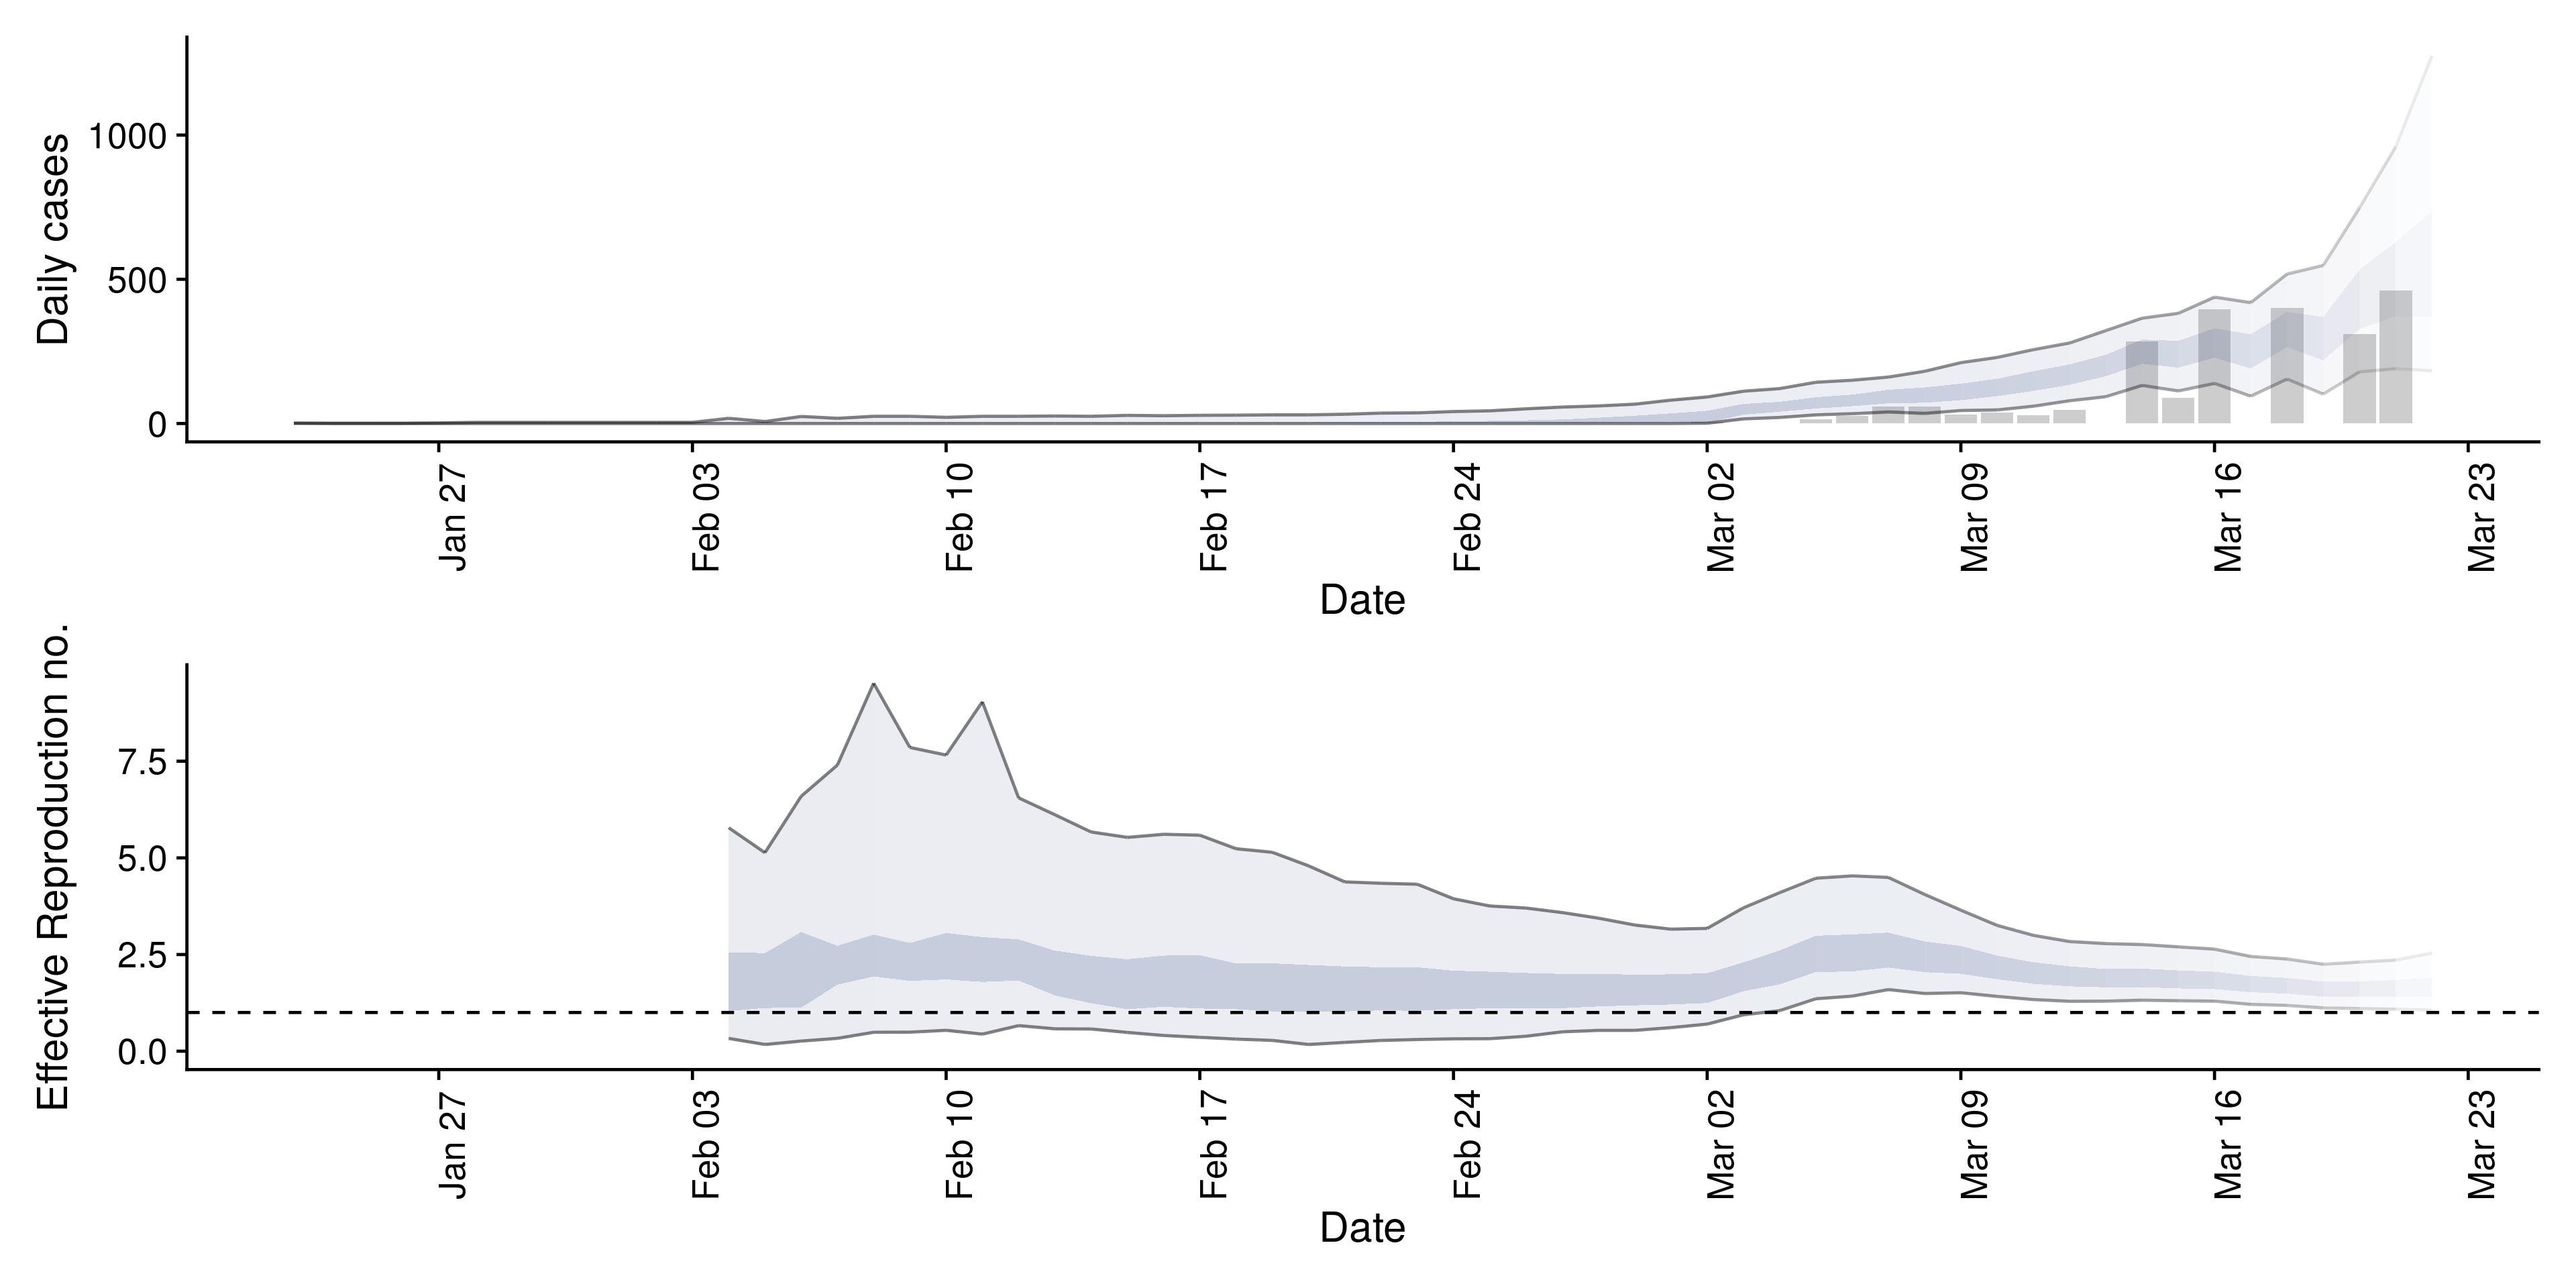 Daily cases
1000
500
0
Jan 27
Feb 03
Feb 10
Feb 17
Feb 24
Mar 02
Mar 09
Mar 16
Mar 23
Date
Effective Reproduction no.
7.5
5.0
2.5
0.0
Jan 27
Feb 03
Feb 10
Feb 17
Feb 24
Mar 02
Mar 09
Mar 16
Mar 23
Date